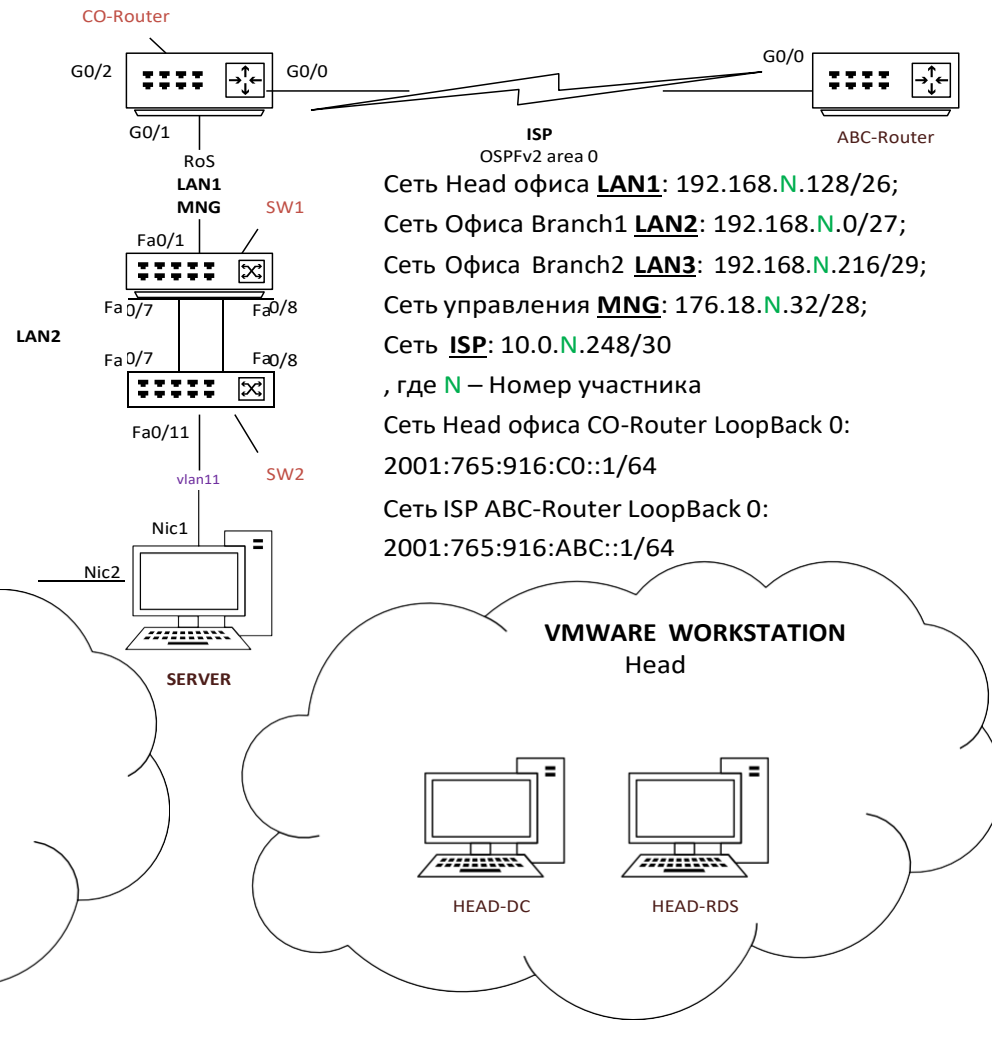 CO-Router
G0/2
G0/0
G0/0
G0/1
ISP
ABC-Router
OSPFv2 area 0
RoS
LAN1
MNG
SW1
Fa0/1
Fa 0/7
Fa0/8
LAN2
Fa 0/7
Fa0/8
Fa0/11
SW2
vlan11
Nic1
Nic2
SERVER
Сеть Head офиса LAN1: 192.168.N.128/26;
Сеть Офиса Branch1 LAN2: 192.168.N.0/27;
Сеть Офиса Branch2 LAN3: 192.168.N.216/29;
Сеть управления MNG: 176.18.N.32/28;
Сеть ISP: 10.0.N.248/30
, где N – Номер участника
Сеть Head офиса CO-Router LoopBack 0:
2001:765:916:C0::1/64
Сеть ISP ABC-Router LoopBack 0:
2001:765:916:ABC::1/64
VMWARE WORKSTATION
Head
HEAD-DC
HEAD-RDS